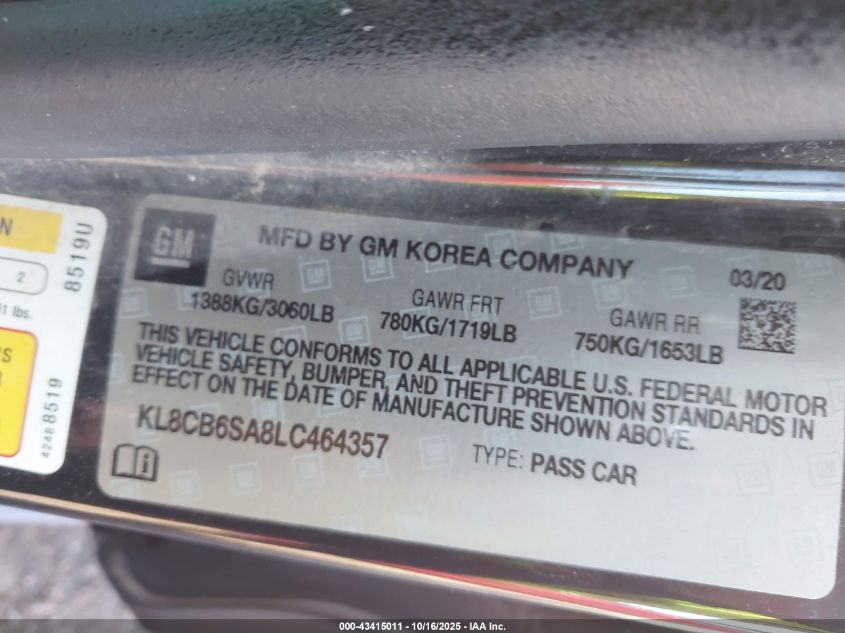 GM
MFD BY GM KOREA COMPANY
03/20
GVWR
1388KG/3060LB
GAWR FRT
780KG/1719LB
GAWR RR
750KG/1653LB
THIS VEHICLE CONFORMS TO ALL APPLICABLE U.S. FEDERAL MOTOR
VEHICLE SAFETY, BUMPER, AND THEFT PREVENTION STANDARDS IN
EFFECT ON THE DATE OF MANUFACTURE SHOWN ABOVE.
KL8CB6SA8LC464357
TYPE: PASS CAR
N
2
lbs.
'S
R
8519U
42488519
000-43415011 - 10/16/2025 - IAA Inc.